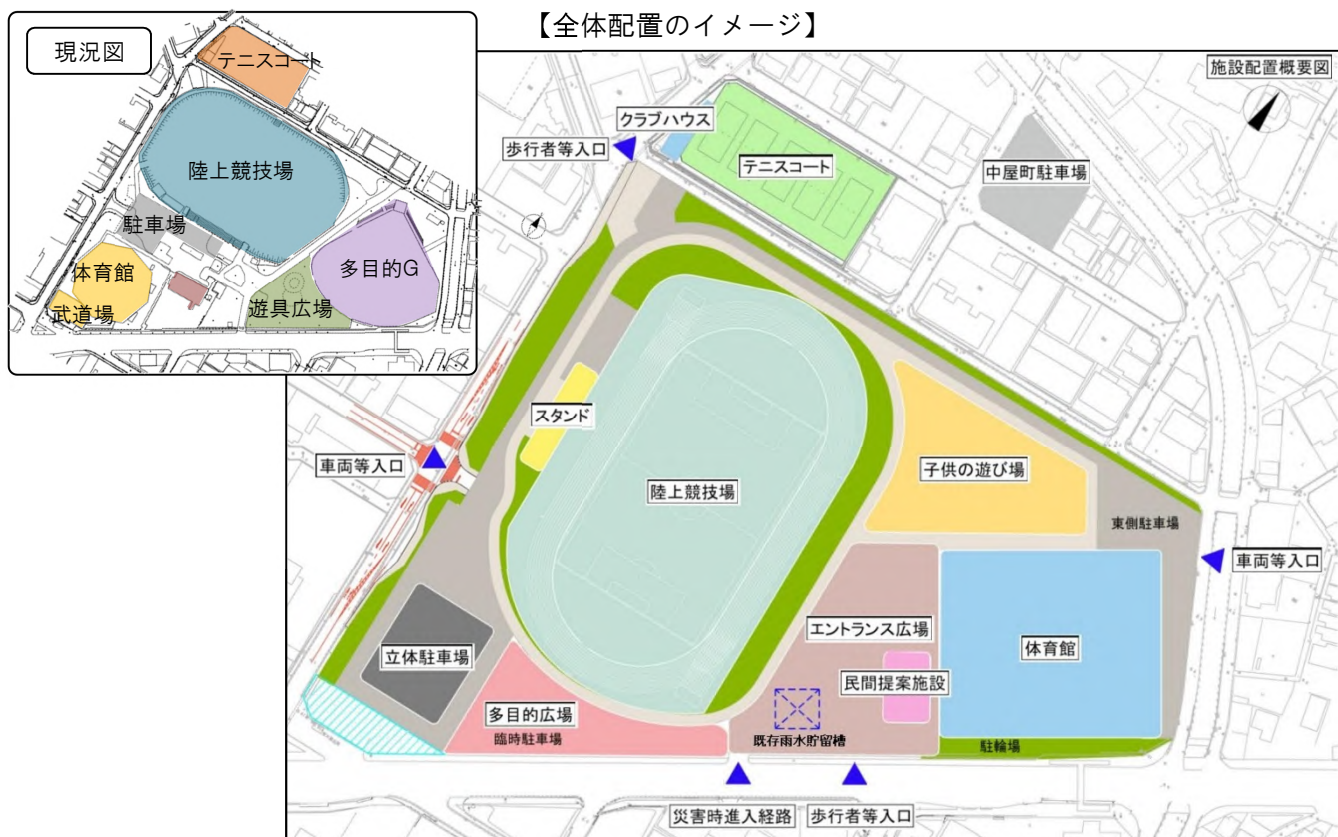 【全体配置のイメージ】
現況図
テニスコート
陸上競技場
駐車場
体育館
多目的G
武道場
遊具広場
施設配置概要図
クラブハウス
歩行者等入口
テニスコート
中屋町駐車場
スタンド
車両等入口
陸上競技場
子供の遊び場
東側駐車場
車両等入口
エントランス広場
体育館
立体駐車場
民間提案施設
多目的広場
臨時駐車場
既存雨水貯留槽
駐輪場
災害時進入経路
歩行者等入口